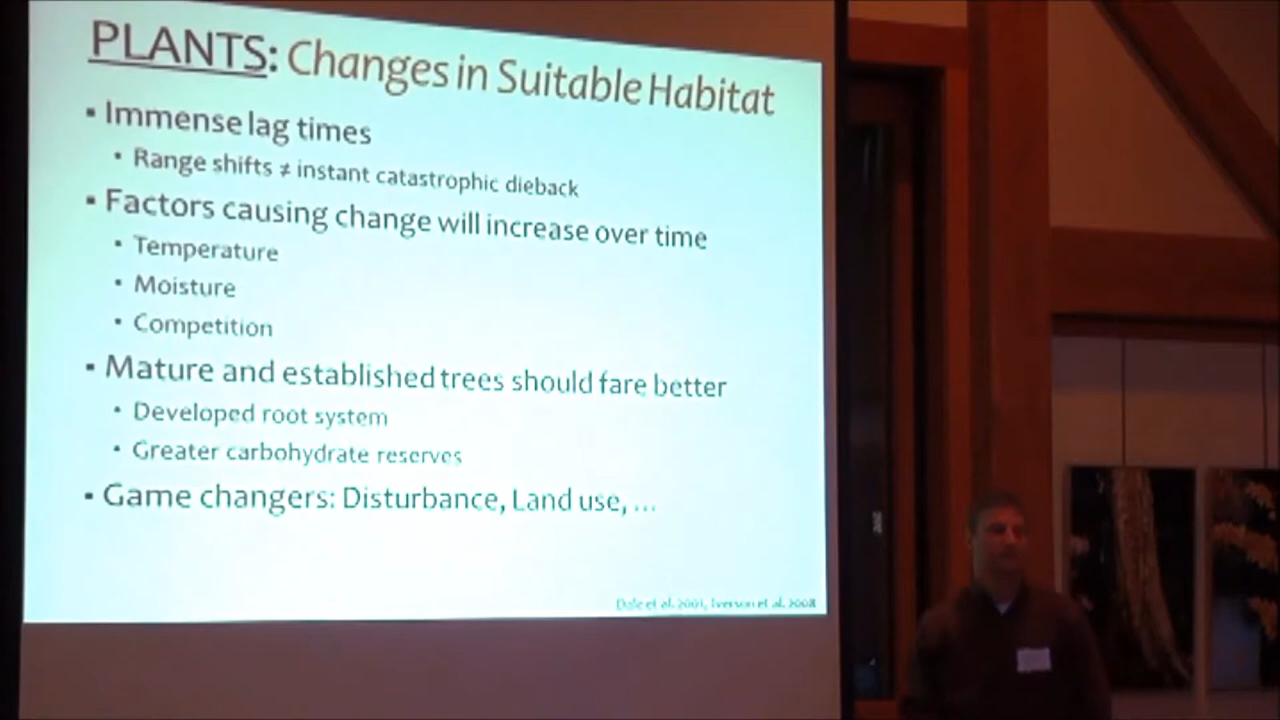 PLANTS: Changes in Suitable Habitat
▪ Immense lag times
• Range shifts ≠ instant catastrophic dieback
▪ Factors causing change will increase over time
• Temperature
• Moisture
• Competition
▪ Mature and established trees should fare better
• Developed root system
• Greater carbohydrate reserves
▪ Game changers: Disturbance, Land use, ...
Dale et al. 2001, Iverson et al. 2008